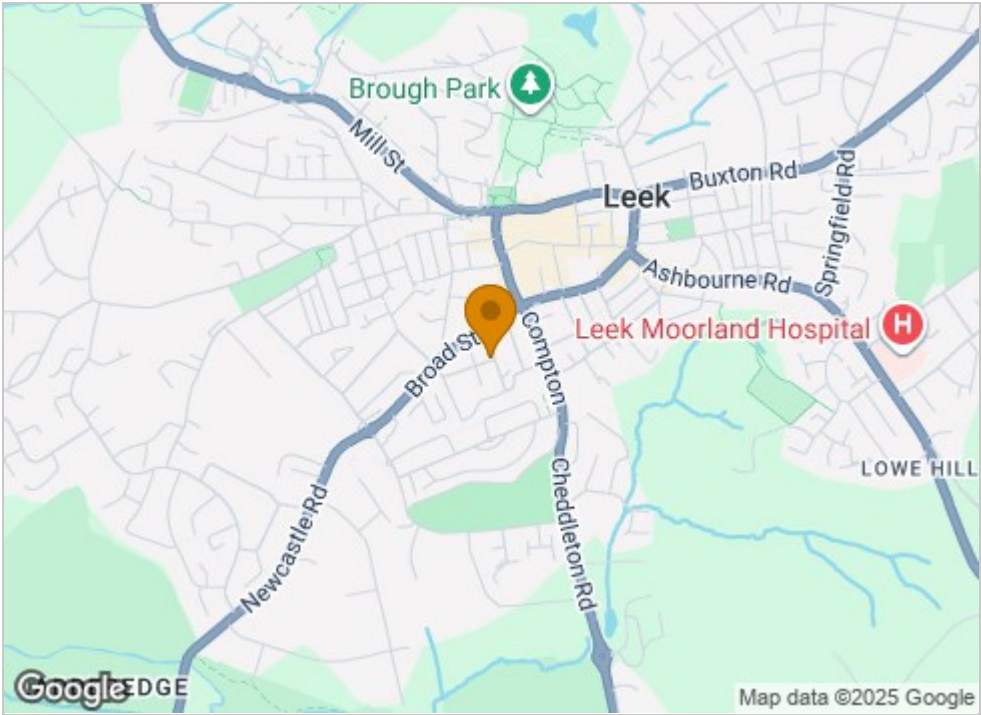 Brough Park
Mill St
Buxton Rd
Leek
Springfield Rd
Ashbourne Rd
Leek Moorland Hospital
H
Compton
Broad St
LOWE HILL
Cheddleton Rd
Newcastle Rd
Google
EDGE
Map data ©2025 Google